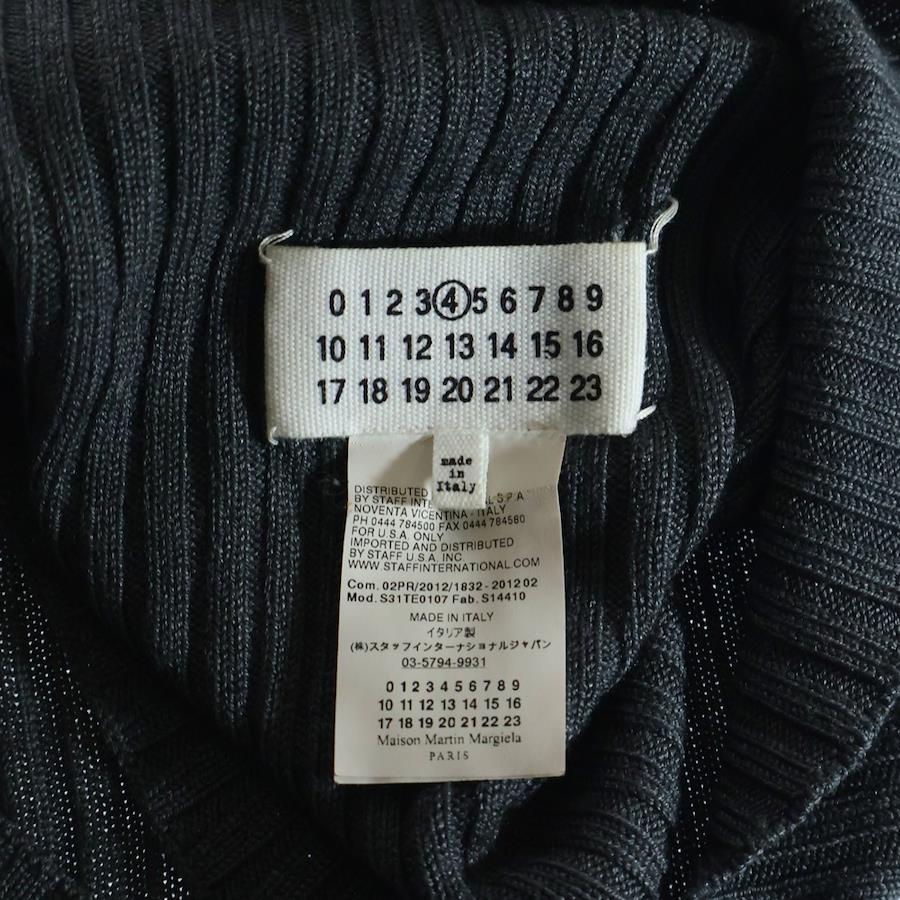 0 1 2 3 4 5 6 7 8 9
10 11 12 13 14 15 16
17 18 19 20 21 22 23
made
in
Italy
DISTRIBUTED
BY STAFF INTE L S.P.A
NOVENTA VICENTINA - ITALY
PH 0444 784500 FAX 0444 784580
FOR U.S.A. ONLY
IMPORTED AND DISTRIBUTED
BY STAFF U.S.A. INC.
WWW.STAFFINTERNATIONAL.COM
Com. 02PR/2012/1832 - 2012 02
Mod. S31TE0107 Fab. S14410
MADE IN ITALY
イタリア製
(株)スタッフインターナショナルジャパン
03-5794-9931
0 1 2 3 4 5 6 7 8 9
10 11 12 13 14 15 16
17 18 19 20 21 22 23
Maison Martin Margiela
PARIS